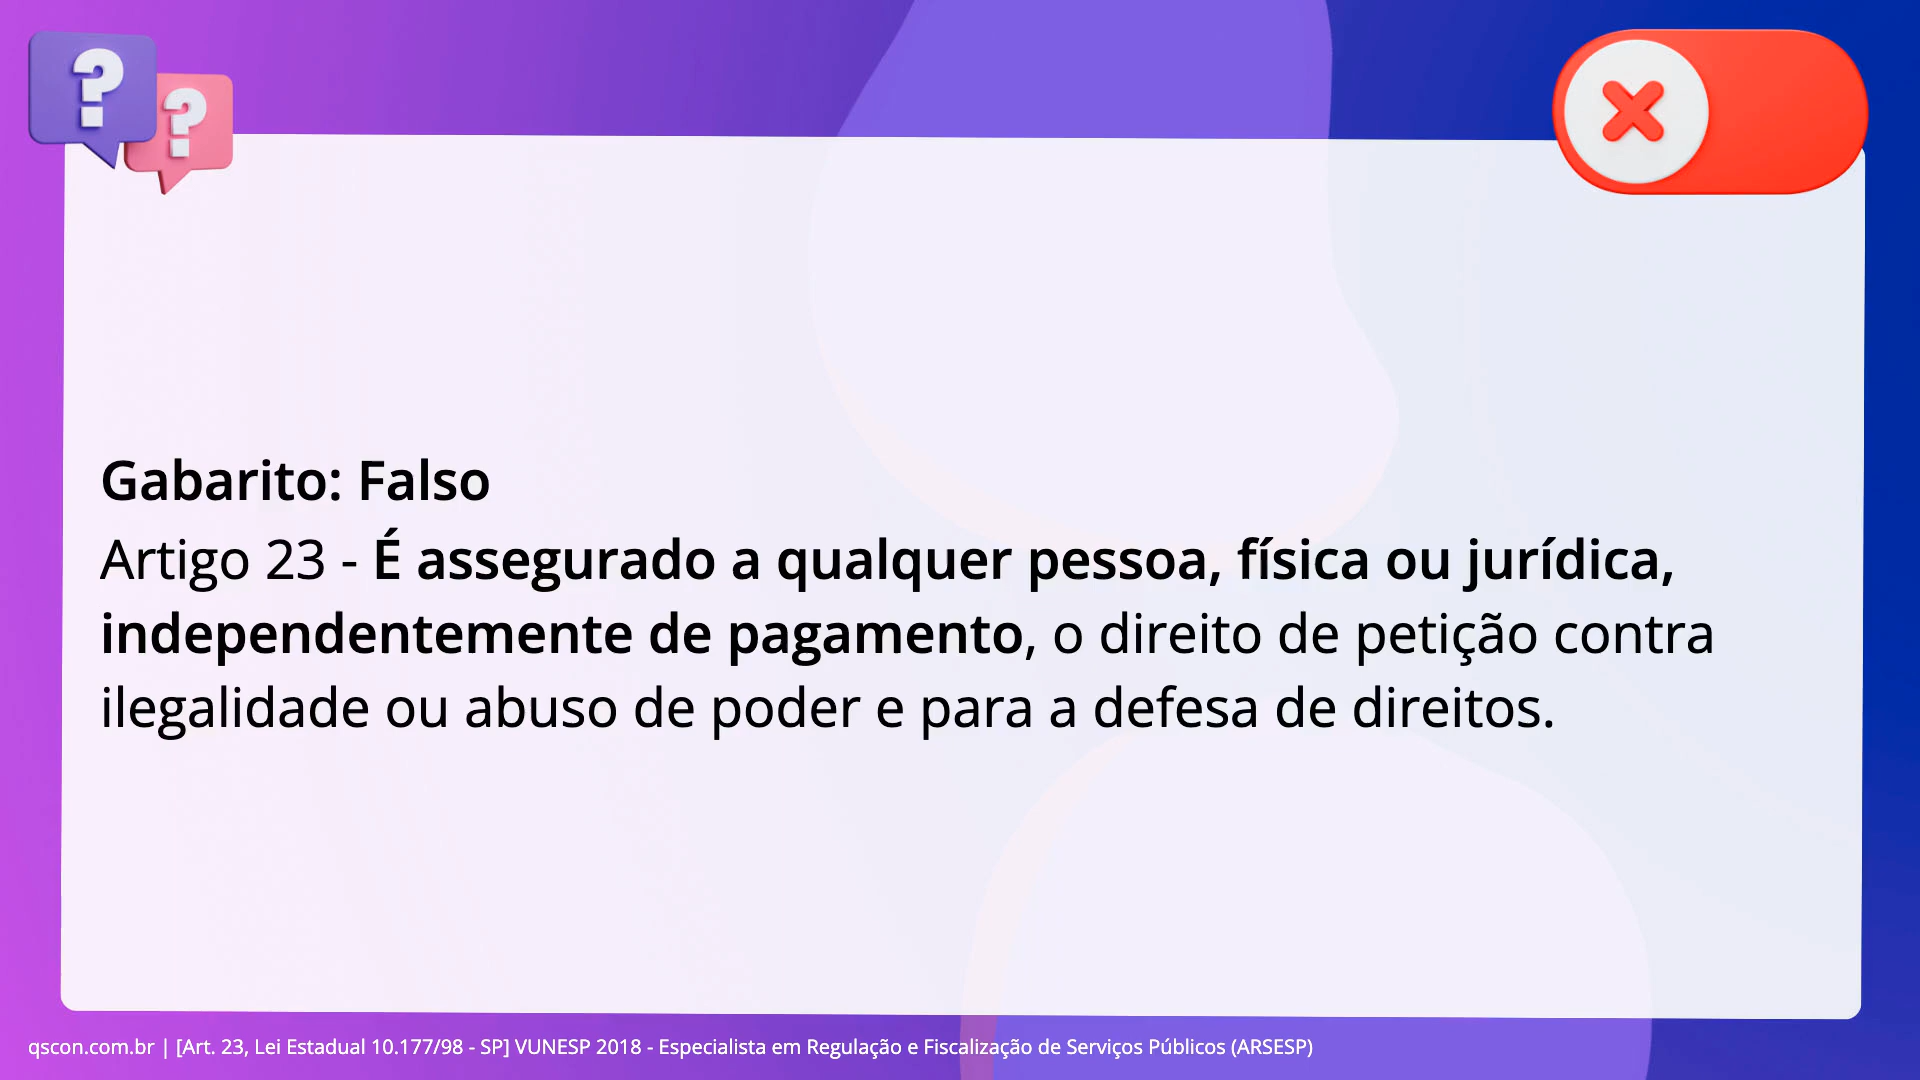 ? ?
Gabarito: Falso
Artigo 23 - É assegurado a qualquer pessoa, física ou jurídica,
independentemente de pagamento, o direito de petição contra
ilegalidade ou abuso de poder e para a defesa de direitos.
qscon.com.br | [Art. 23, Lei Estadual 10.177/98 - SP] VUNESP 2018 - Especialista em Regulação e Fiscalização de Serviços Públicos (ARSESP)